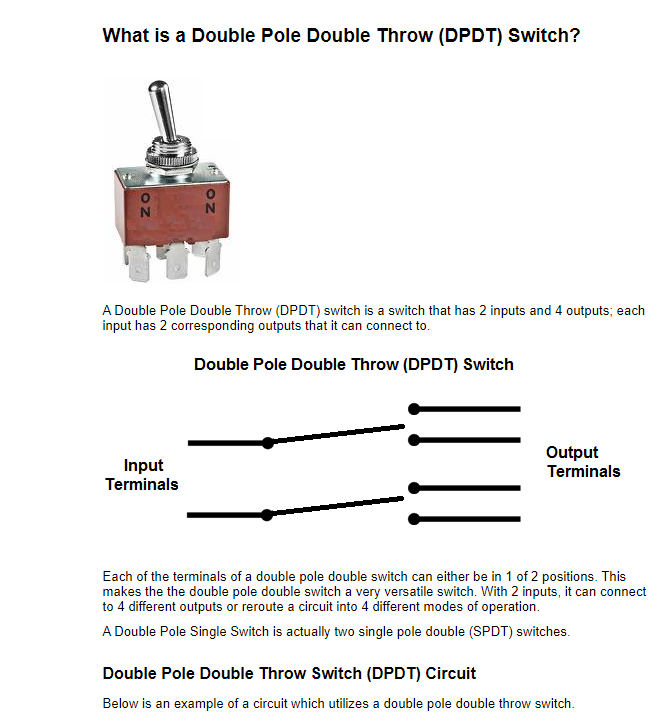 What is a Double Pole Double Throw (DPDT) Switch?
O
N
O
N
A Double Pole Double Throw (DPDT) switch is a switch that has 2 inputs and 4 outputs; each
input has 2 corresponding outputs that it can connect to.
Double Pole Double Throw (DPDT) Switch
Input
Terminals
Output
Terminals
Each of the terminals of a double pole double switch can either be in 1 of 2 positions. This
makes the the double pole double switch a very versatile switch. With 2 inputs, it can connect
to 4 different outputs or reroute a circuit into 4 different modes of operation.
A Double Pole Single Switch is actually two single pole double (SPDT) switches.
Double Pole Double Throw Switch (DPDT) Circuit
Below is an example of a circuit which utilizes a double pole double throw switch.